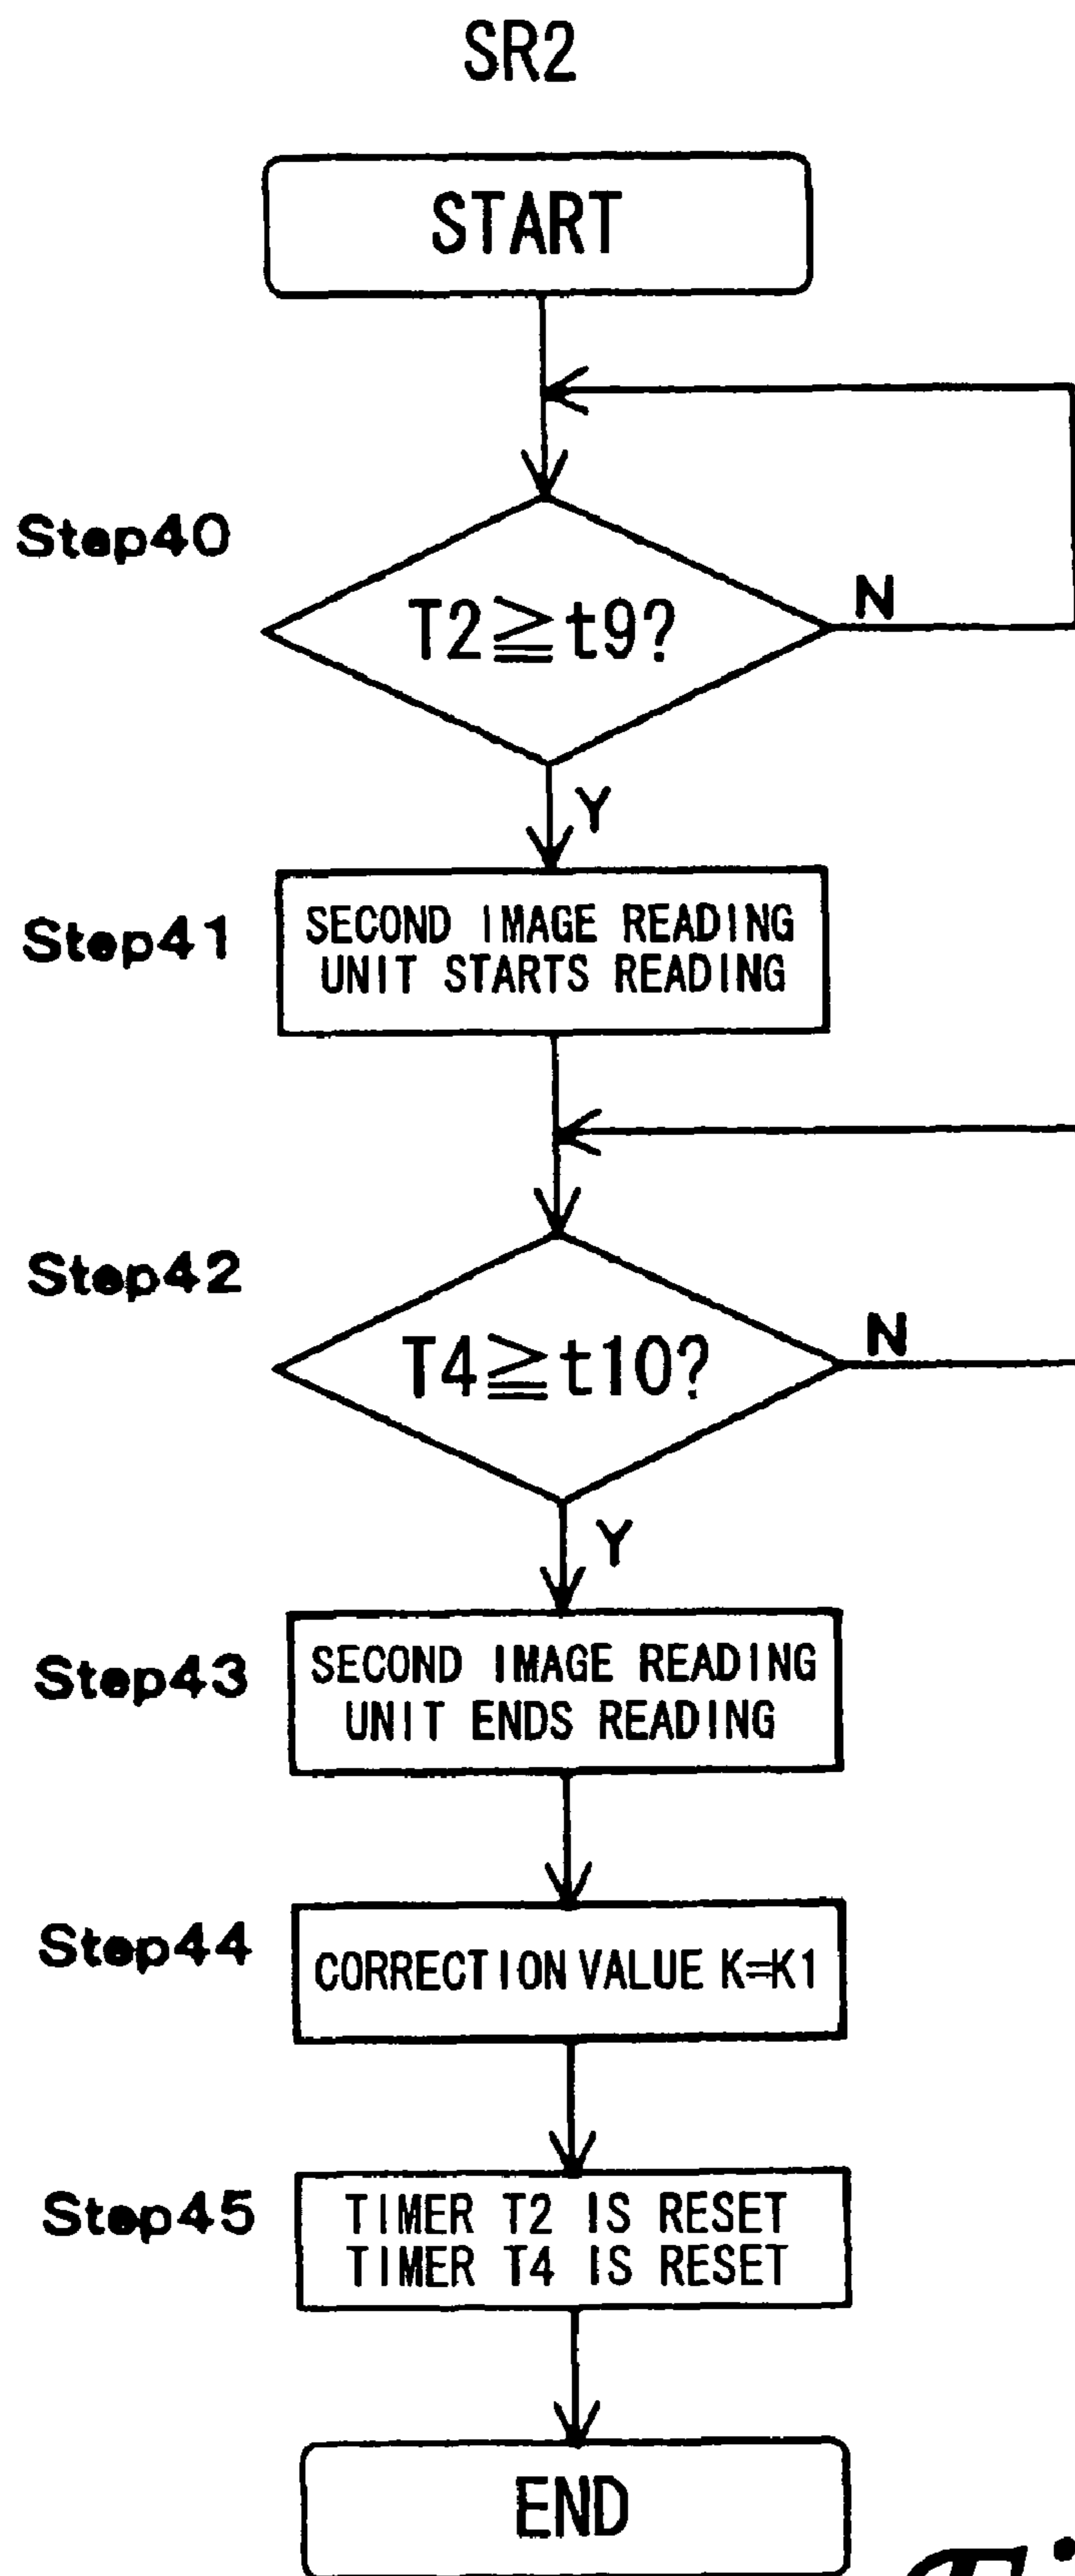 SR2
START
Step40
T2≧t9?
N
Y
Step41
SECOND IMAGE READING
UNIT STARTS READING
Step42
T4≧t10?
N
Y
Step43
SECOND IMAGE READING
UNIT ENDS READING
Step44
CORRECTION VALUE K=K1
Step45
TIMER T2 IS RESET
TIMER T4 IS RESET
END